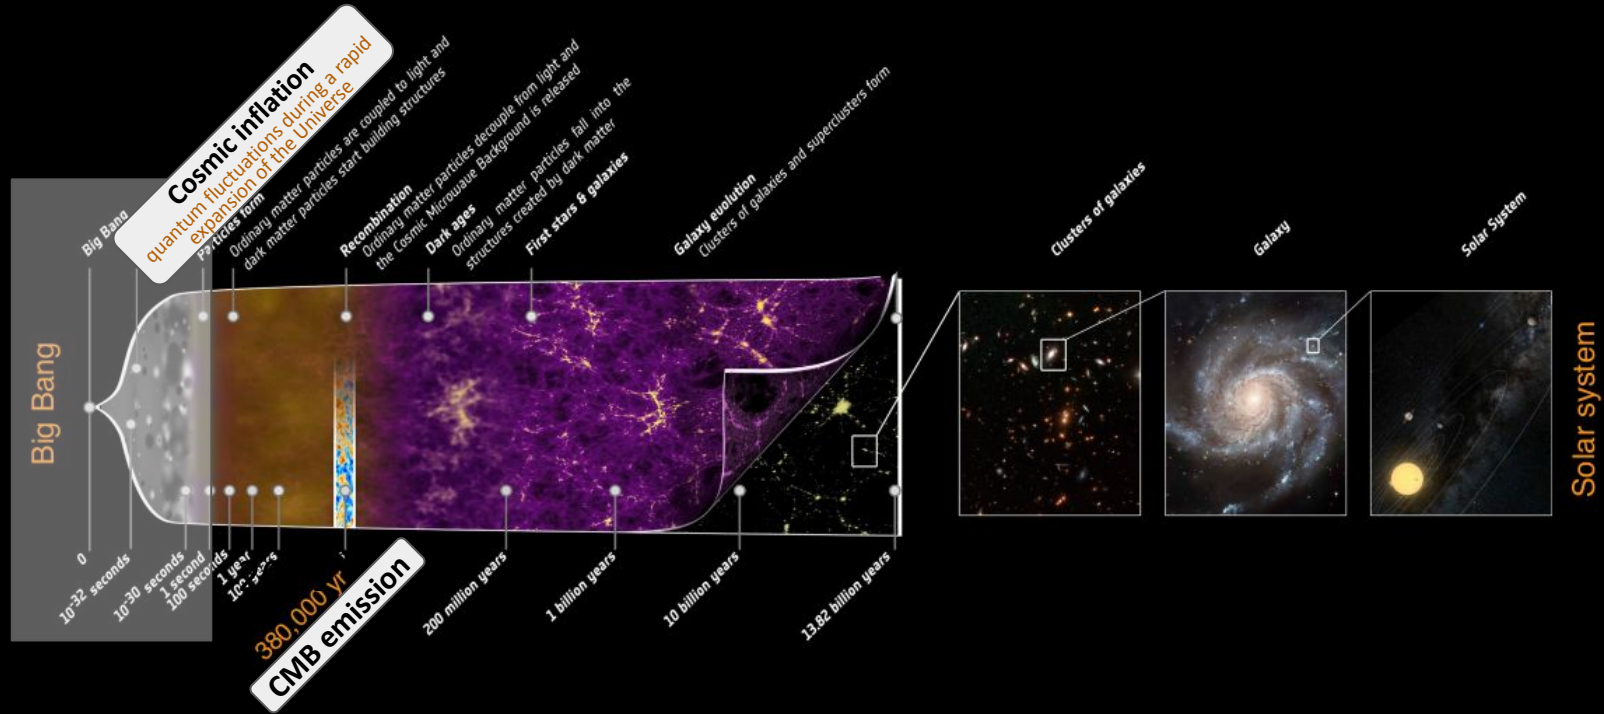 Big Bang
Cosmic inflation
quantum fluctuations during a rapid
expansion of the Universe
Particles form
Ordinary matter particles are coupled to light and
dark matter particles start building structures
Recombination
Ordinary matter particles decouple from light and
the Cosmic Microwave Background is released
Dark ages
Ordinary matter particles fall into the
structures created by dark matter
First stars & galaxies
Galaxy evolution
Clusters of galaxies and superclusters form
Clusters of galaxies
Galaxy
Solar System
Big Bang
Solar system
0
10-32 seconds
10-30 seconds
1 second
100 seconds
1 year
380,000 yr
CMB emission
200 million years
1 billion years
10 billion years
13.82 billion years